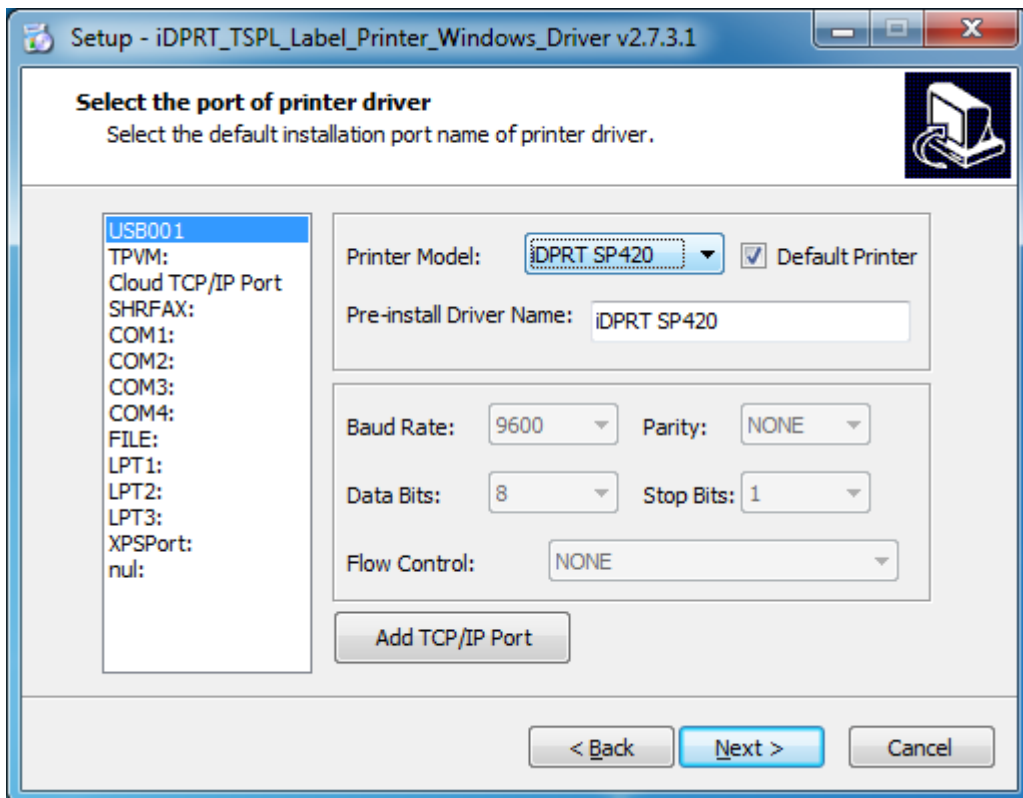 Setup - iDPRT_TSPL_Label_Printer_Windows_Driver v2.7.3.1
Select the port of printer driver
Select the default installation port name of printer driver.
USB001
TPVM:
Cloud TCP/IP Port
SHRFAX:
COM1:
COM2:
COM3:
COM4:
FILE:
LPT1:
LPT2:
LPT3:
XPSPort:
nul:
Printer Model: iDPRT SP420 Default Printer
Pre-install Driver Name: iDPRT SP420
Baud Rate: 9600 Parity: NONE
Data Bits: 8 Stop Bits: 1
Flow Control: NONE
Add TCP/IP Port
< Back Next > Cancel